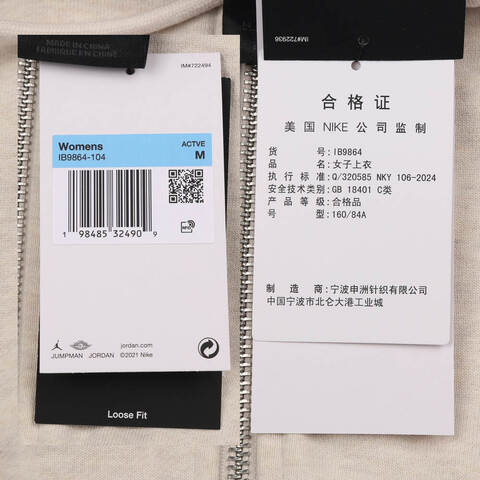 MADE IN CHINA
FABRIQUÉ EN CHINE
IM#722494
Womens
IB9864-104
ACTVE
M
1 98485 32490 9
RFID
JUMPMAN JORDAN
jordan.com
©2021 Nike
Loose Fit
IM#722936
合格证
美国 NIKE 公司监制
货号:IB9864
品名:女子上衣
执行标准:Q/320585 NKY 106-2024
安全技术类别:GB 18401 C类
产品等级:合格品
号型:160/84A
制造商:宁波申洲针织有限公司
中国宁波市北仑大港工业城